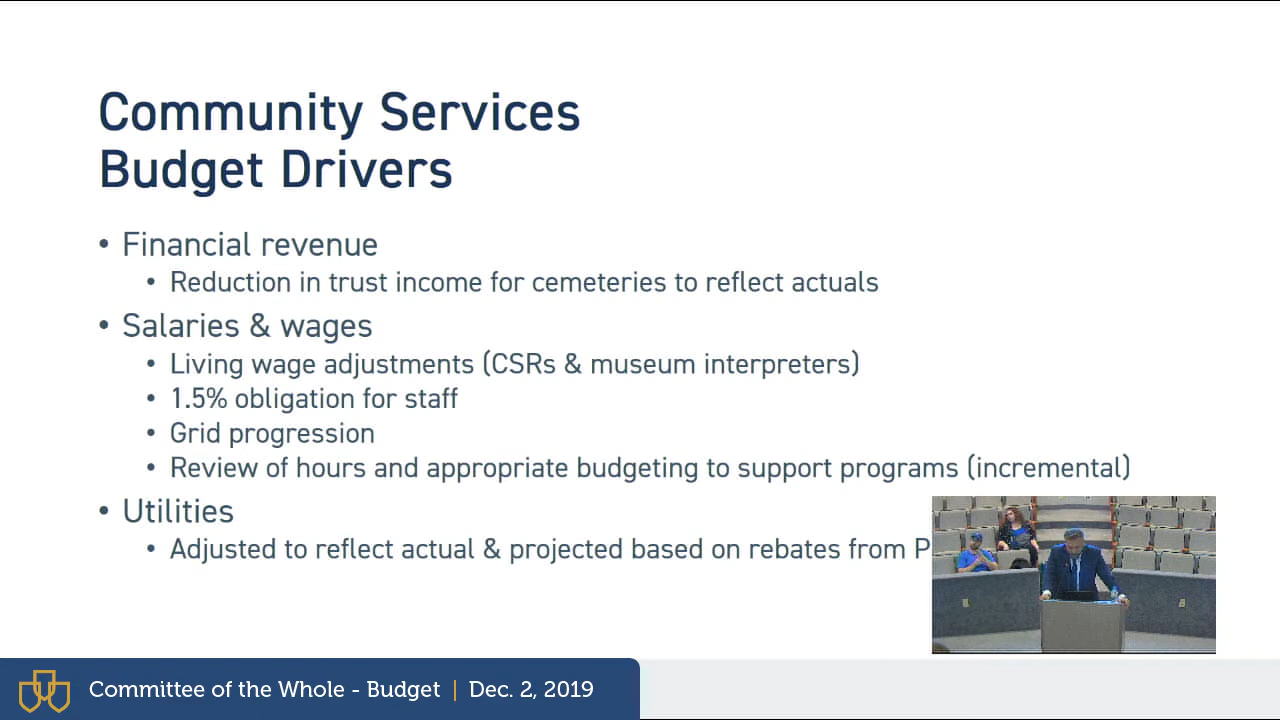 Community Services
Budget Drivers
• Financial revenue
• Reduction in trust income for cemeteries to reflect actuals
• Salaries & wages
• Living wage adjustments (CSRs & museum interpreters)
• 1.5% obligation for staff
• Grid progression
• Review of hours and appropriate budgeting to support programs (incremental)
• Utilities
• Adjusted to reflect actual & projected based on rebates from
Committee of the Whole - Budget | Dec. 2, 2019